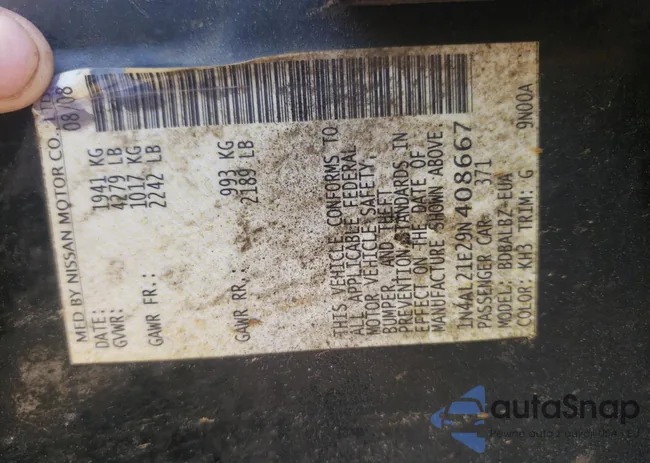 MFD BY NISSAN MOTOR CO., LTD.
DATE: 08/08
GVWR: 1941 KG
4279 LB
GAWR FR.: 1017 KG
2242 LB
GAWR RR.: 993 KG
2189 LB
THIS VEHICLE CONFORMS TO
ALL APPLICABLE FEDERAL
MOTOR VEHICLE SAFETY,
BUMPER, AND THEFT
PREVENTION STANDARDS IN
EFFECT ON THE DATE OF
MANUFACTURE SHOWN ABOVE
1N4AL21E29N408667
PASSENGER CAR 371
MODEL: BDBALBZ-EUA
COLOR: KH3 TRIM: G 9N00A
autaSnap